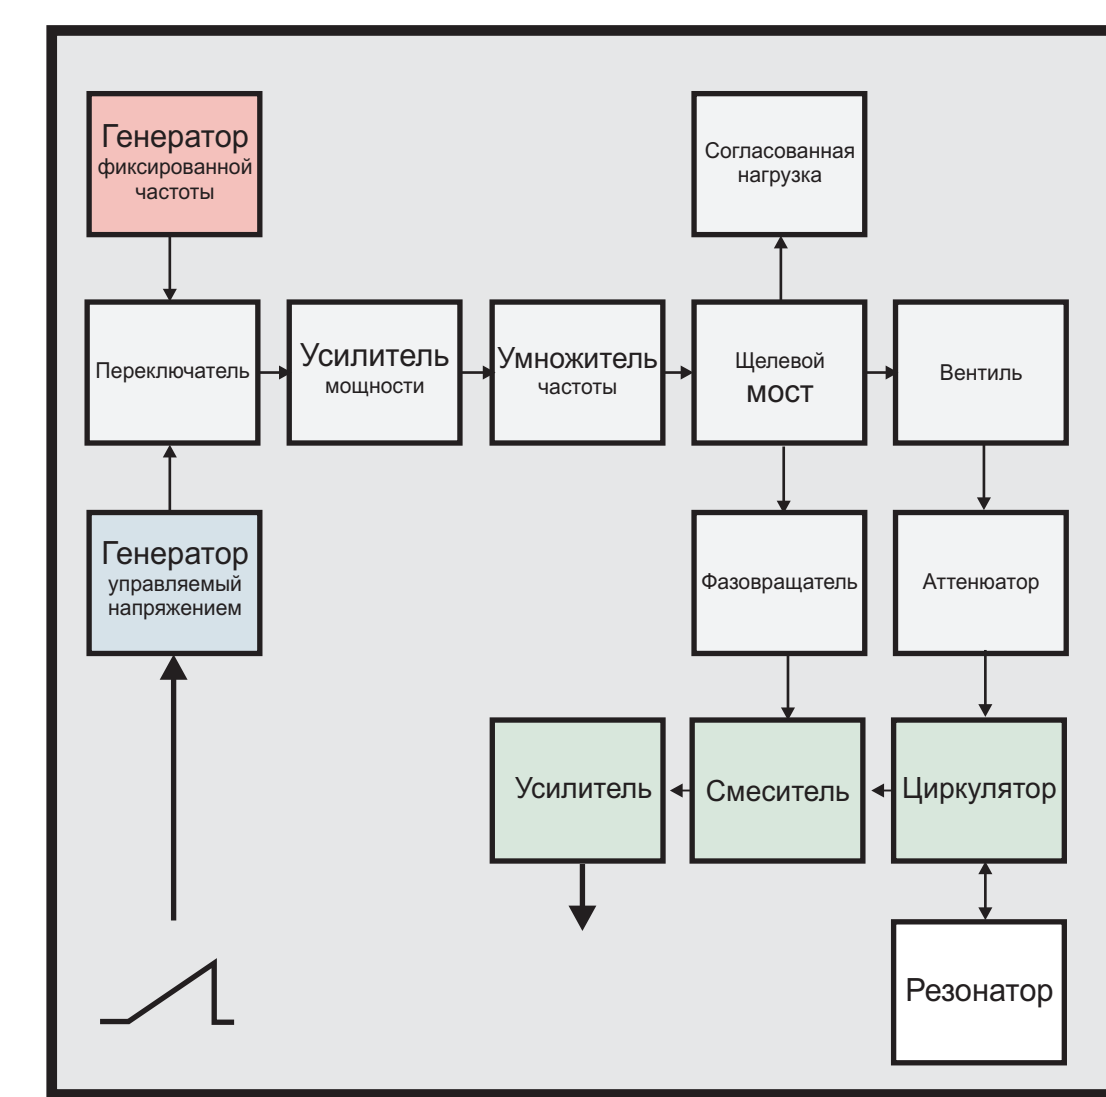 Генератор
фиксированной
частоты
Согласованная
нагрузка
Переключатель
Усилитель
мощности
Умножитель
частоты
Щелевой
мост
Вентиль
Генератор
управляемый
напряжением
Фазовращатель
Аттенюатор
Усилитель
Смеситель
Циркулятор
Резонатор